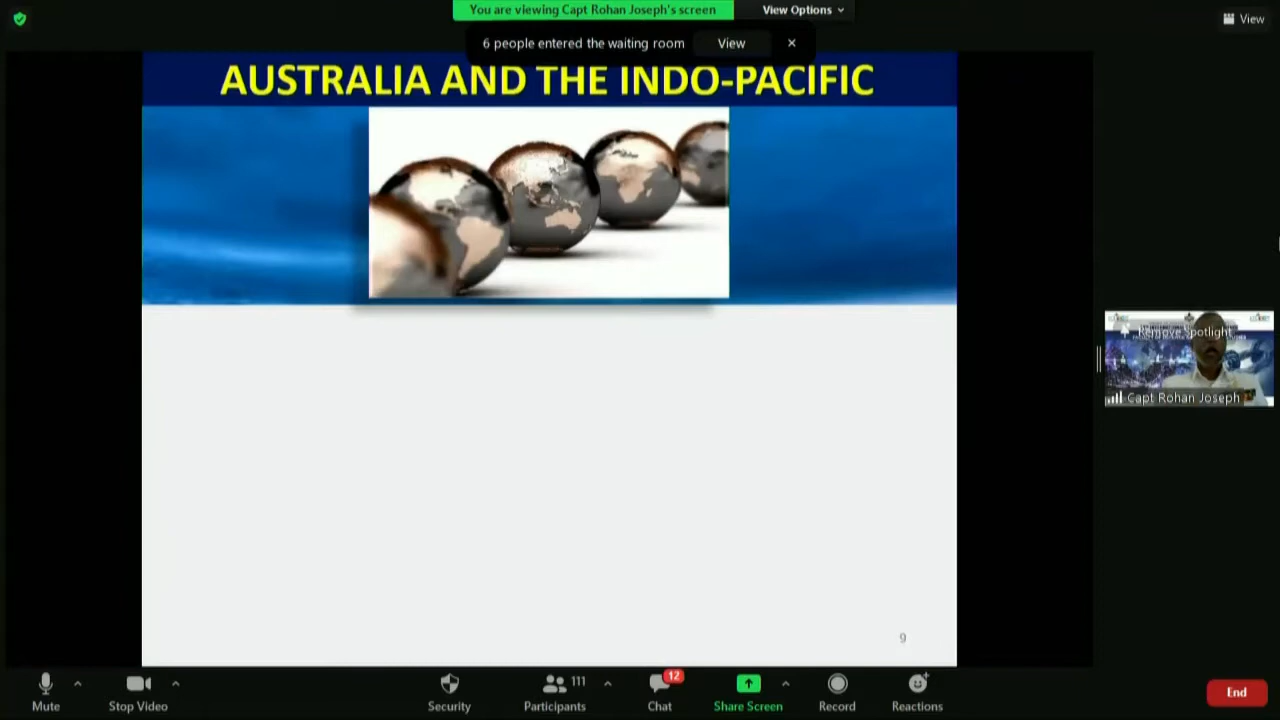 You are viewing Capt Rohan Joseph's screen
View Options
View
6 people entered the waiting room
View
AUSTRALIA AND THE INDO-PACIFIC
Remove Spotlight
Capt Rohan Joseph
9
Mute
Stop Video
Security
111
Participants
12
Chat
Share Screen
Record
Reactions
End